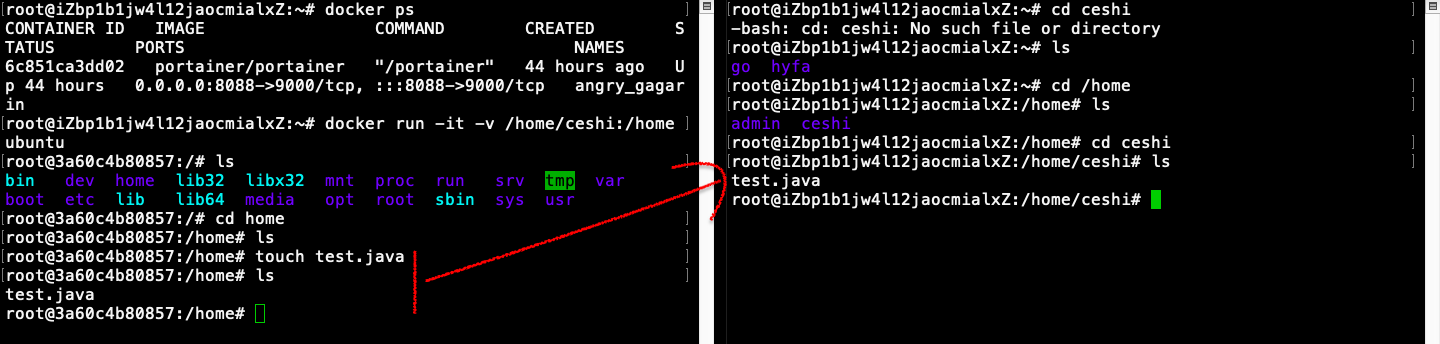 [root@iZbp1b1jw4l12jaocmialxZ:~# docker ps
CONTAINER ID   IMAGE                 COMMAND        CREATED        S
TATUS        PORTS                                       NAMES
6c851ca3dd02   portainer/portainer   "/portainer"   44 hours ago   U
p 44 hours   0.0.0.0:8088->9000/tcp, :::8088->9000/tcp   angry_gagar
in
[root@iZbp1b1jw4l12jaocmialxZ:~# docker run -it -v /home/ceshi:/home ]
ubuntu
[root@3a60c4b80857:/# ls
bin   dev   home  lib32  libx32  mnt  proc  run   srv  tmp  var
boot  etc  lib   lib64  media   opt  root  sbin  sys  usr
[root@3a60c4b80857:/# cd home
[root@3a60c4b80857:/home# ls
[root@3a60c4b80857:/home# touch test.java
[root@3a60c4b80857:/home# ls
test.java
root@3a60c4b80857:/home#
[root@iZbp1b1jw4l12jaocmialxZ:~# cd ceshi
-bash: cd: ceshi: No such file or directory
[root@iZbp1b1jw4l12jaocmialxZ:~# ls
go  hyfa
[root@iZbp1b1jw4l12jaocmialxZ:~# cd /home
[root@iZbp1b1jw4l12jaocmialxZ:/home# ls
admin  ceshi
[root@iZbp1b1jw4l12jaocmialxZ:/home# cd ceshi
[root@iZbp1b1jw4l12jaocmialxZ:/home/ceshi# ls
test.java
root@iZbp1b1jw4l12jaocmialxZ:/home/ceshi#